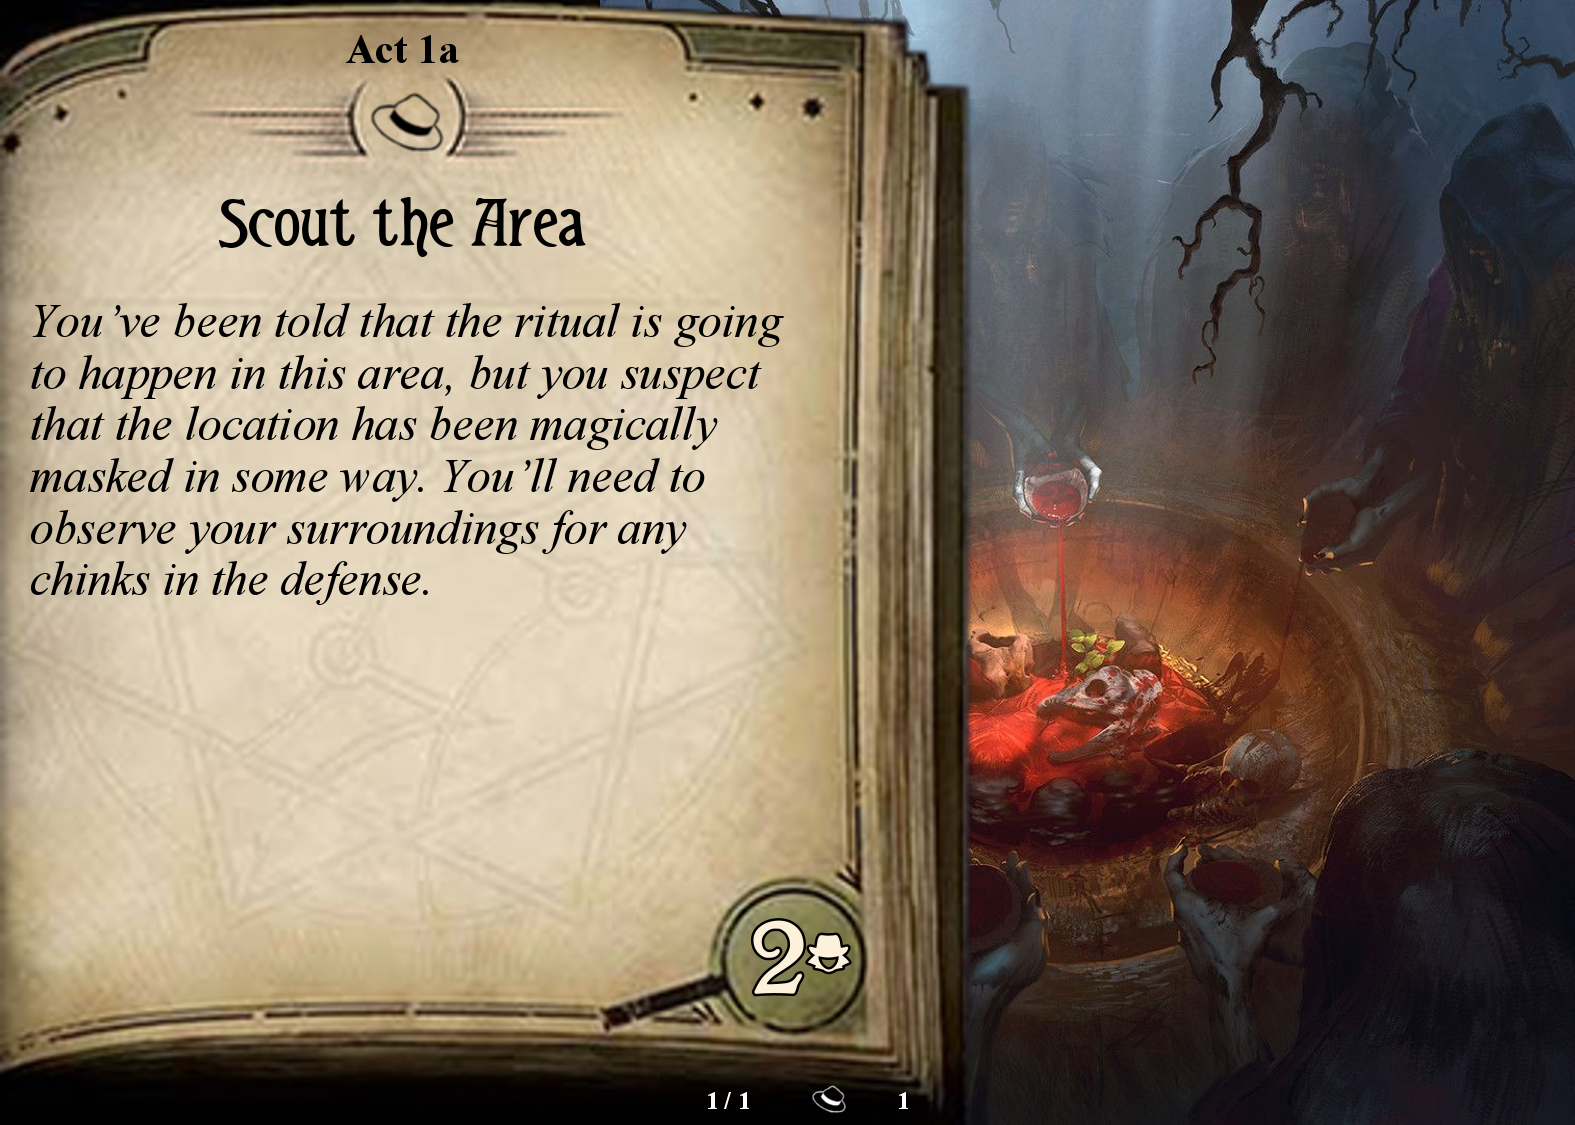 Act 1a
Scout the Area
You’ve been told that the ritual is going
to happen in this area, but you suspect
that the location has been magically
masked in some way. You’ll need to
observe your surroundings for any
chinks in the defense.
2
1 / 1 1